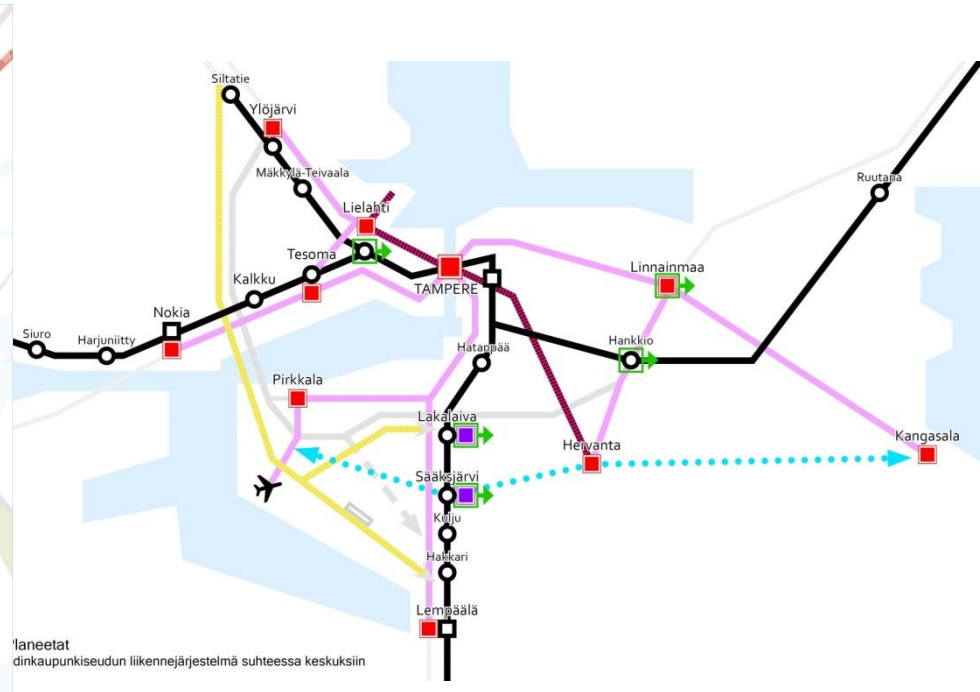 Siltatie
Ylöjärvi
Mäkkylä-Teivaala
Ruutana
Lielahti
Tesoma
Linnainmaa
Kalkku
TAMPERE
Nokia
Siuro
Harjuniitty
Hatanpää
Hankkio
Pirkkala
Lakalaiva
Hervanta
Kangasala
Sääksjärvi
Kulju
Hakkari
Lempäälä
Planeetat
dinkaupunkiseudun liikennejärjestelmä suhteessa keskuksiin